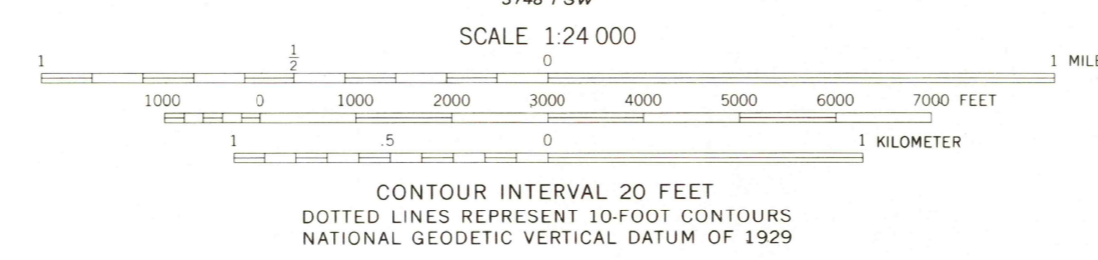 SCALE 1:24 000
1 1/2 0 1 MILE
1000 0 1000 2000 3000 4000 5000 6000 7000 FEET
1 .5 0 1 KILOMETER
CONTOUR INTERVAL 20 FEET
DOTTED LINES REPRESENT 10-FOOT CONTOURS
NATIONAL GEODETIC VERTICAL DATUM OF 1929